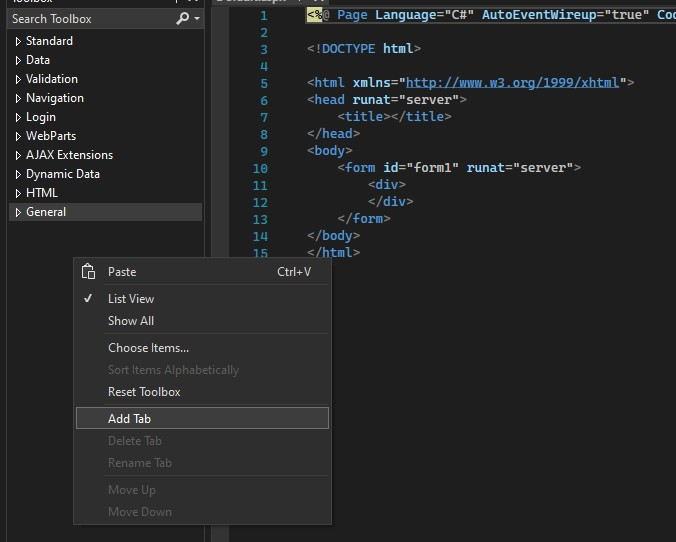 Search Toolbox
Standard
Data
Validation
Navigation
Login
WebParts
AJAX Extensions
Dynamic Data
HTML
General
1 <%@ Page Language="C#" AutoEventWireup="true" Co
2
3 <!DOCTYPE html>
4
5 <html xmlns="http://www.w3.org/1999/xhtml">
6 <head runat="server">
7 <title></title>
8 </head>
9 <body>
10 <form id="form1" runat="server">
11 <div>
12 </div>
13 </form>
14 </body>
15 </html>
Paste Ctrl+V
✓ List View
Show All
Choose Items...
Sort Items Alphabetically
Reset Toolbox
Add Tab
Delete Tab
Rename Tab
Move Up
Move Down